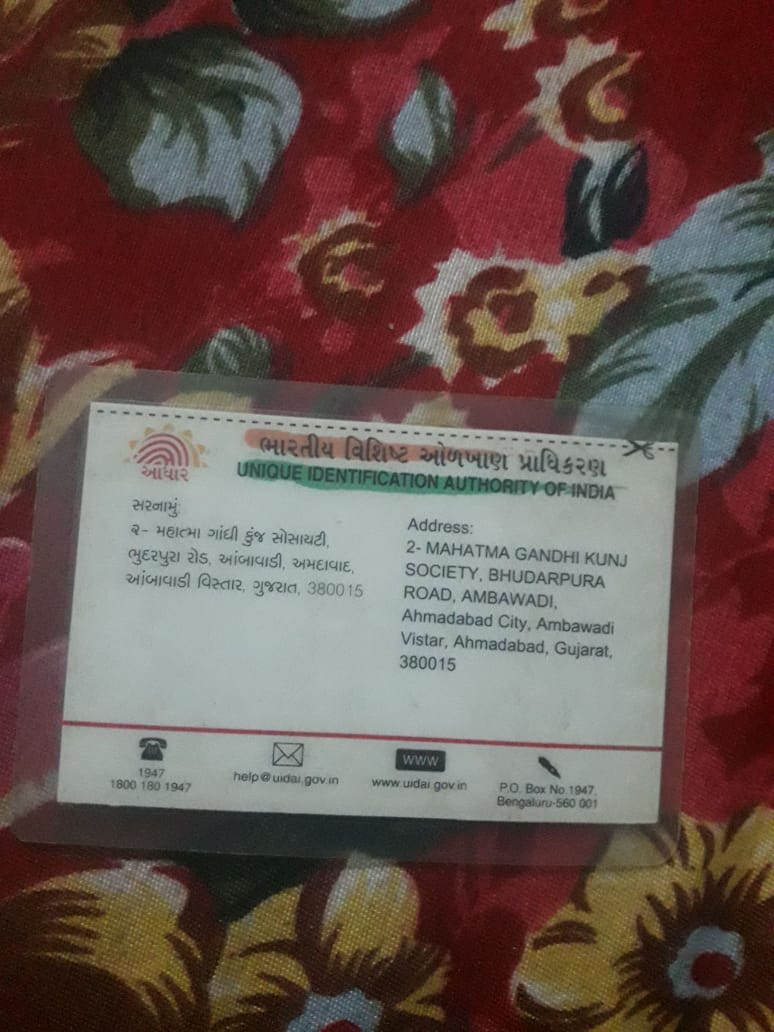 ભારતીય વિશિષ્ટ ઓળખાણ પ્રાધિકરણ
UNIQUE IDENTIFICATION AUTHORITY OF INDIA
આધાર
સરનામું:
૨- મહાત્મા ગાંધી કુંજ સોસાયટી,
ભુદરપુરા રોડ, આંબાવાડી, અમદાવાદ,
આંબાવાડી વિસ્તાર, ગુજરાત, 380015
Address:
2- MAHATMA GANDHI KUNJ
SOCIETY, BHUDARPURA
ROAD, AMBAWADI,
Ahmadabad City, Ambawadi
Vistar, Ahmadabad, Gujarat,
380015
1947
1800 180 1947
help@uidai.gov.in
WWW
www.uidai.gov.in
P.O. Box No.1947,
Bengaluru-560 001